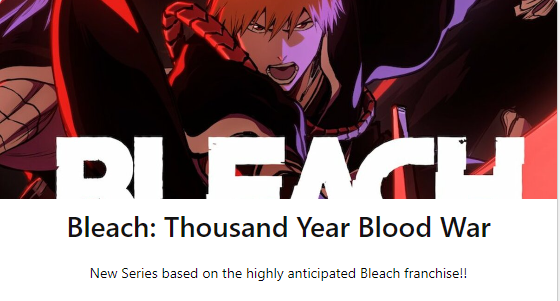 BLEACH
Bleach: Thousand Year Blood War
New Series based on the highly anticipated Bleach franchise!!